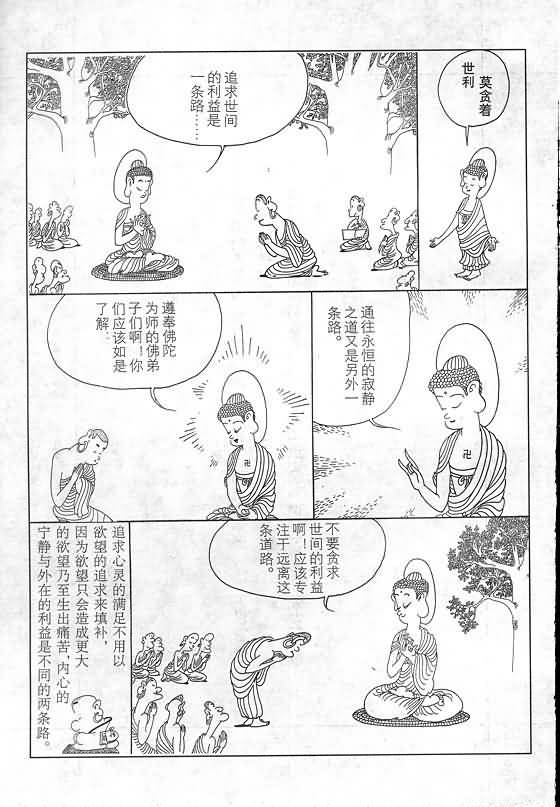 莫贪着
世利
追求世间
的利益是
一条路……
通往永恒的寂静
之道又是另外一
条路。
遵奉佛陀
为师的佛弟
子们啊！你
们应该如是
了解…
不要贪求
世间的利益
啊！应该专
注于远离这
条道路。
追求心灵的满足不用以
欲望的追求来填补，
因为欲望只会造成更大
的欲望乃至生出痛苦，内心的
宁静与外在的利益是不同的两条路。